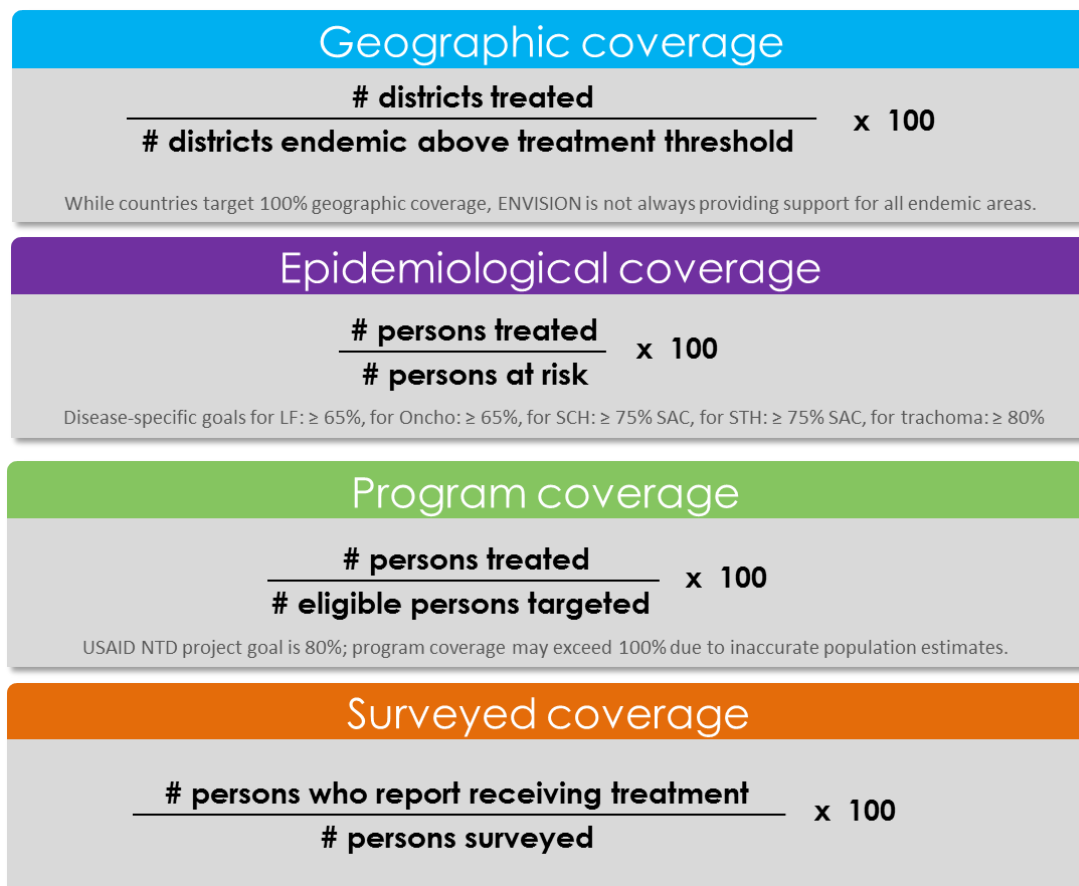 Geographic coverage
# districts treated
# districts endemic above treatment threshold
x 100
While countries target 100% geographic coverage, ENVISION is not always providing support for all endemic areas.
Epidemiological coverage
# persons treated
# persons at risk
x 100
Disease-specific goals for LF: ≥ 65%, for Oncho: ≥ 65%, for SCH: ≥ 75% SAC, for STH: ≥ 75% SAC, for trachoma: ≥ 80%
Program coverage
# persons treated
# eligible persons targeted
x 100
USAID NTD project goal is 80%; program coverage may exceed 100% due to inaccurate population estimates.
Surveyed coverage
# persons who report receiving treatment
# persons surveyed
x 100